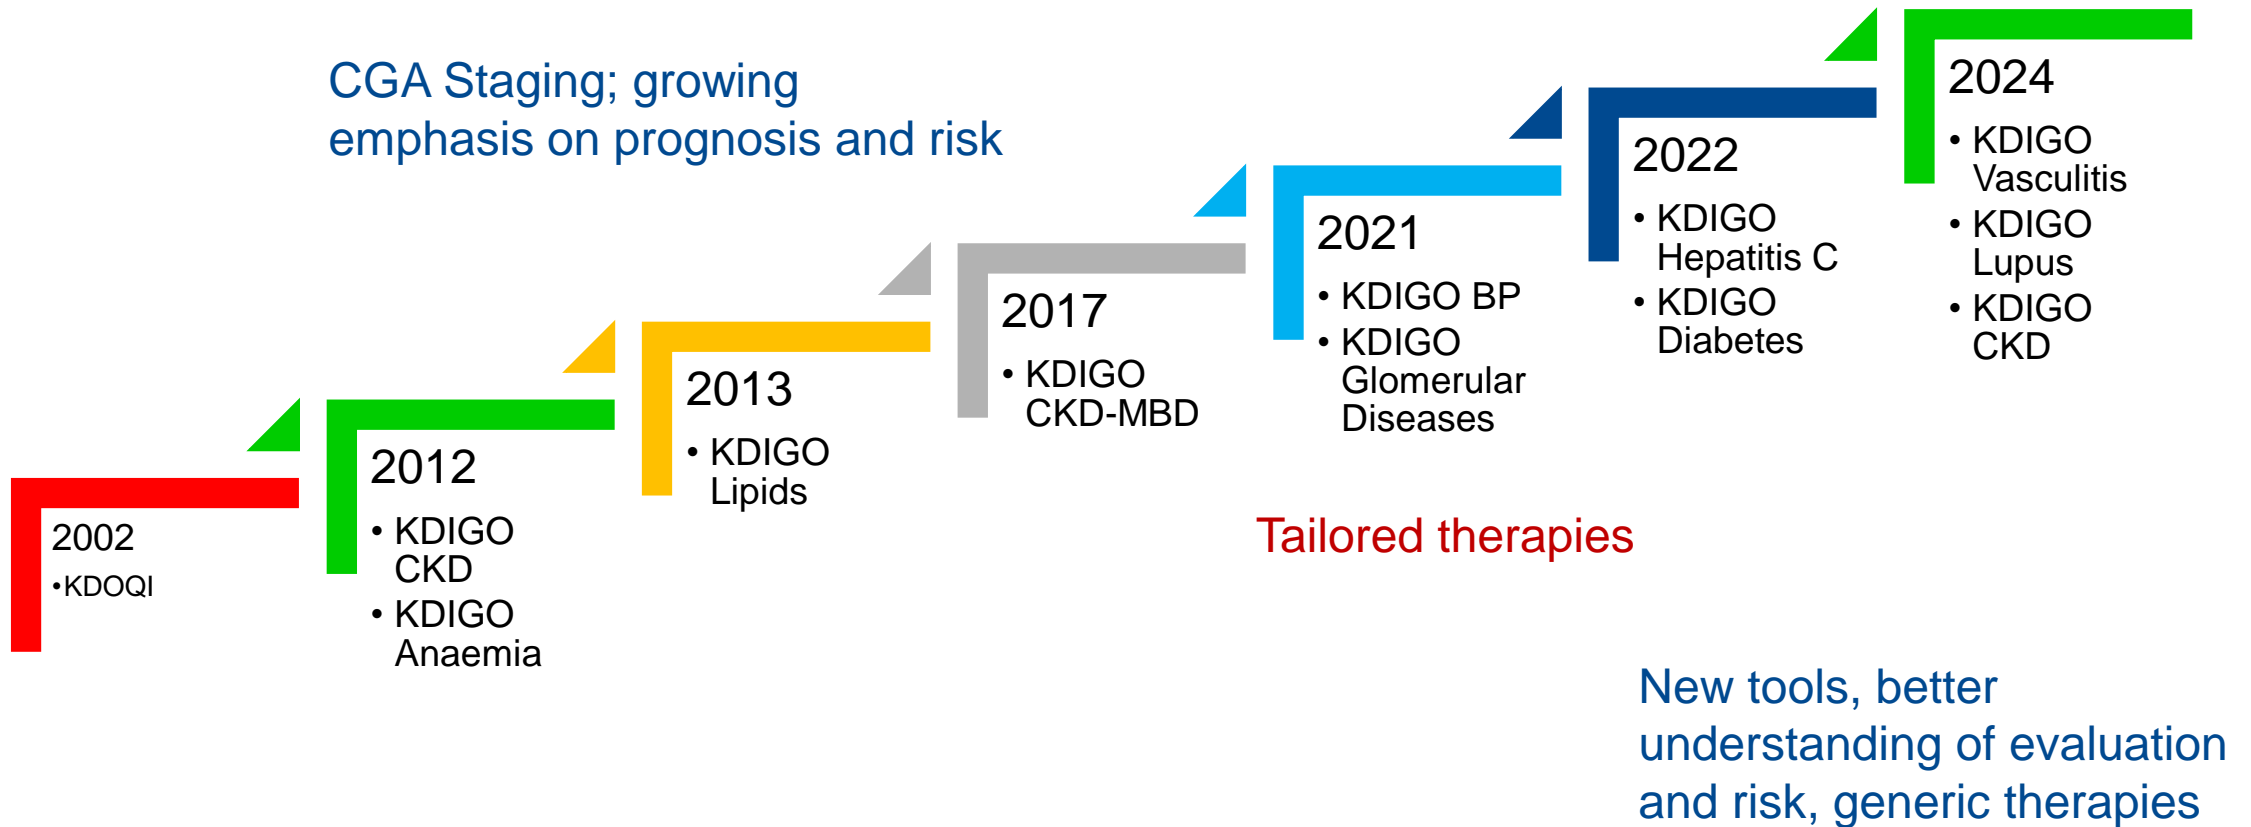 CGA Staging; growing
emphasis on prognosis and risk
2002
•KDOQI
2012
• KDIGO
CKD
• KDIGO
Anaemia
2013
• KDIGO
Lipids
2017
• KDIGO
CKD-MBD
2021
• KDIGO BP
• KDIGO
Glomerular
Diseases
2022
• KDIGO
Hepatitis C
• KDIGO
Diabetes
2024
• KDIGO
Vasculitis
• KDIGO
Lupus
• KDIGO
CKD
Tailored therapies
New tools, better
understanding of evaluation
and risk, generic therapies